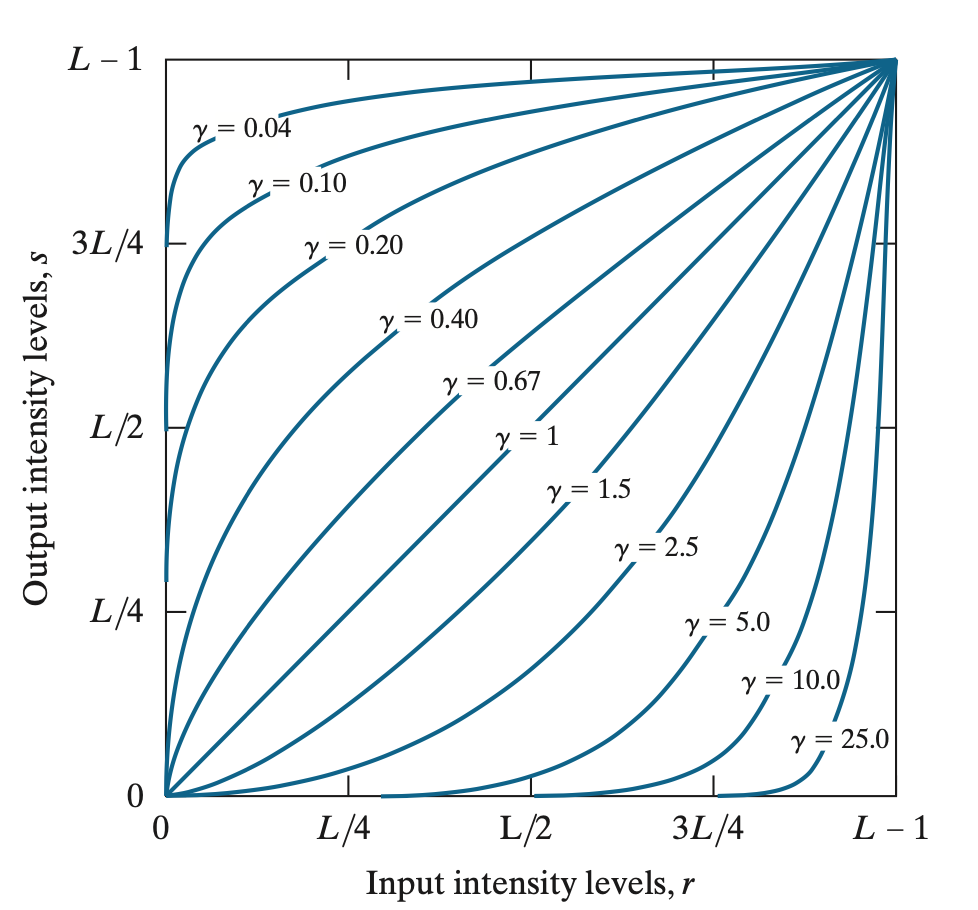 L – 1
γ = 0.04
γ = 0.10
3L/4
γ = 0.20
γ = 0.40
γ = 0.67
L/2
γ = 1
γ = 1.5
γ = 2.5
L/4
γ = 5.0
γ = 10.0
γ = 25.0
0
Output intensity levels, s
0
L/4
L/2
3L/4
L – 1
Input intensity levels, r